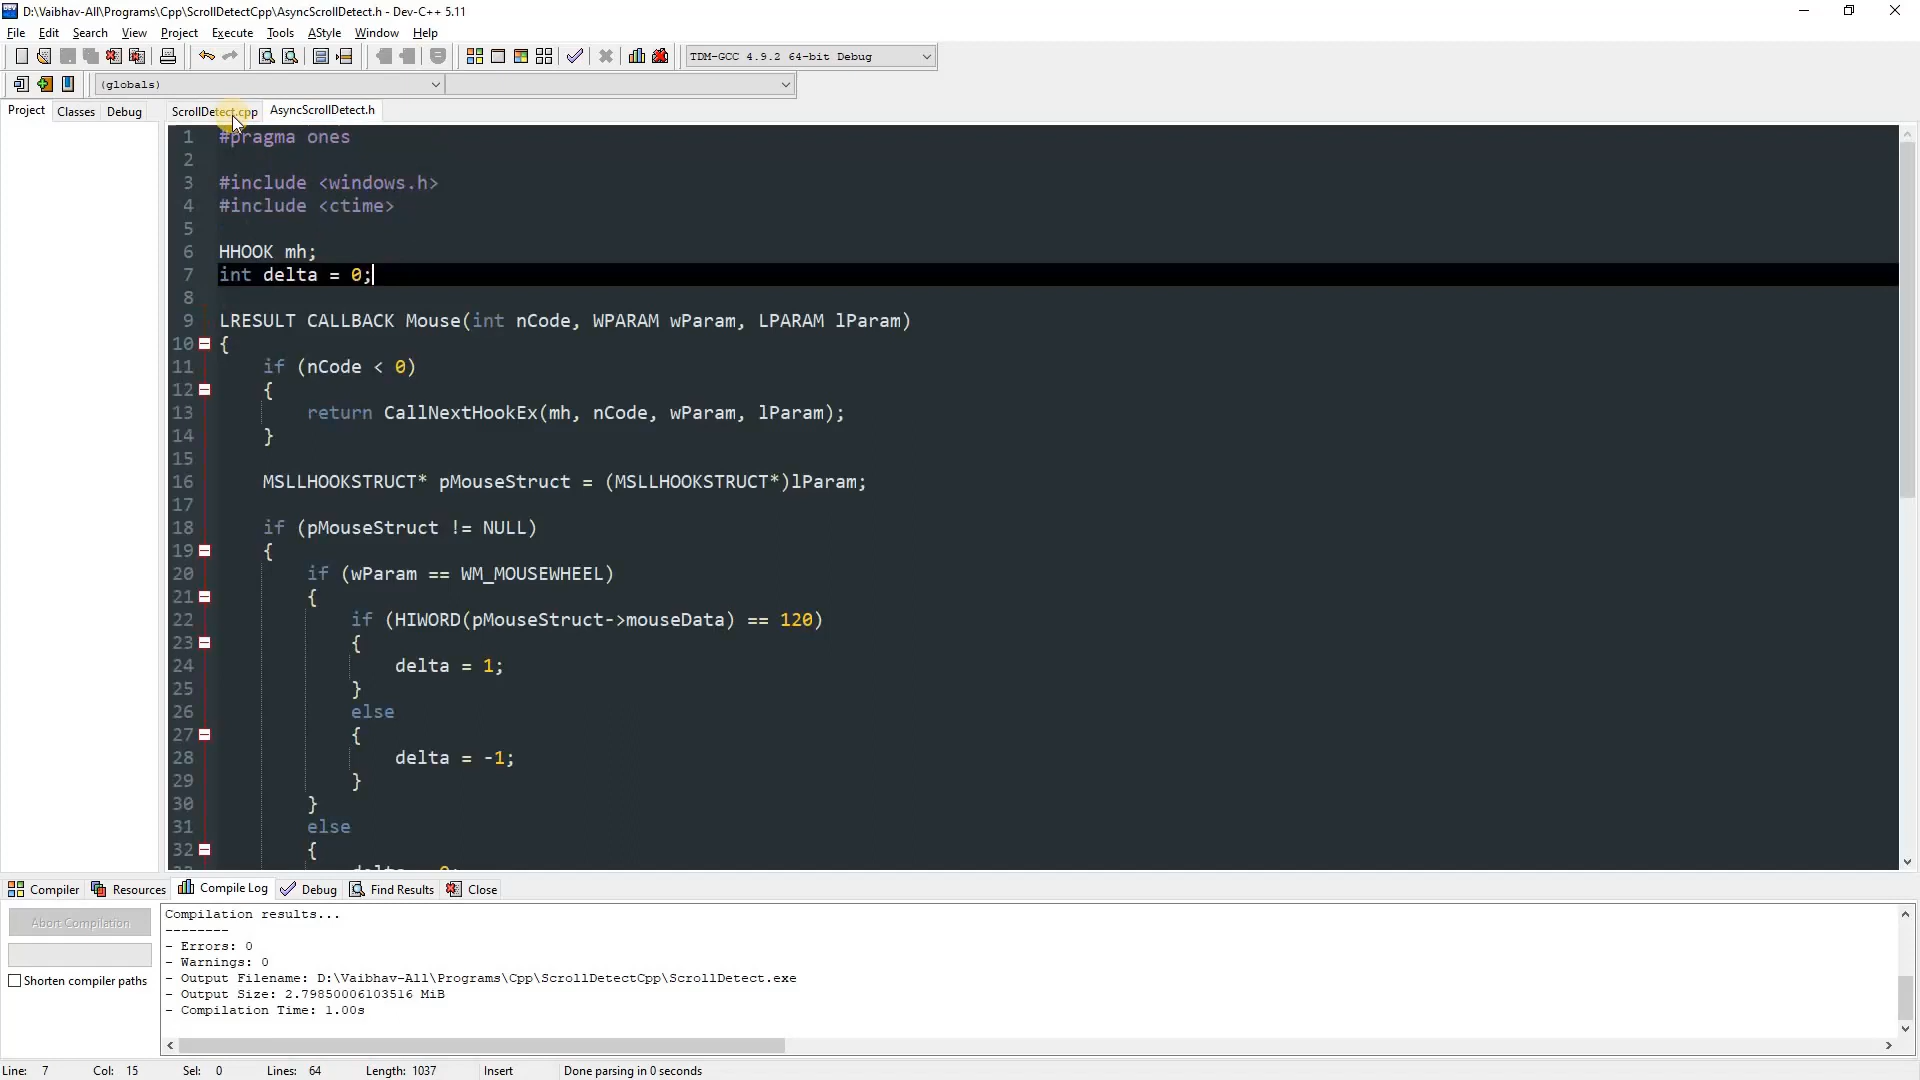 D:\Vaibhav-All\Programs\Cpp\ScrollDetectCpp\AsyncScrollDetect.h - Dev-C++ 5.11
File Edit Search View Project Execute Tools AStyle Window Help
TDM-GCC 4.9.2 64-bit Debug
(globals)
Project Classes Debug ScrollDetect.cpp AsyncScrollDetect.h
1 #pragma ones
2
3 #include <windows.h>
4 #include <ctime>
5
6 HHOOK mh;
7 int delta = 0;
8
9 LRESULT CALLBACK Mouse(int nCode, WPARAM wParam, LPARAM lParam)
10 {
11 if (nCode < 0)
12 {
13 return CallNextHookEx(mh, nCode, wParam, lParam);
14 }
15
16 MSLLHOOKSTRUCT* pMouseStruct = (MSLLHOOKSTRUCT*)lParam;
17
18 if (pMouseStruct != NULL)
19 {
20 if (wParam == WM_MOUSEWHEEL)
21 {
22 if (HIWORD(pMouseStruct->mouseData) == 120)
23 {
24 delta = 1;
25 }
26 else
27 {
28 delta = -1;
29 }
30 }
31 else
32 {
Compiler Resources Compile Log Debug Find Results Close
Abort Compilation
Shorten compiler paths
Compilation results...
--------
- Errors: 0
- Warnings: 0
- Output Filename: D:\Vaibhav-All\Programs\Cpp\ScrollDetectCpp\ScrollDetect.exe
- Output Size: 2.79850006103516 MiB
- Compilation Time: 1.00s
Line: 7 Col: 15 Sel: 0 Lines: 64 Length: 1037 Insert Done parsing in 0 seconds